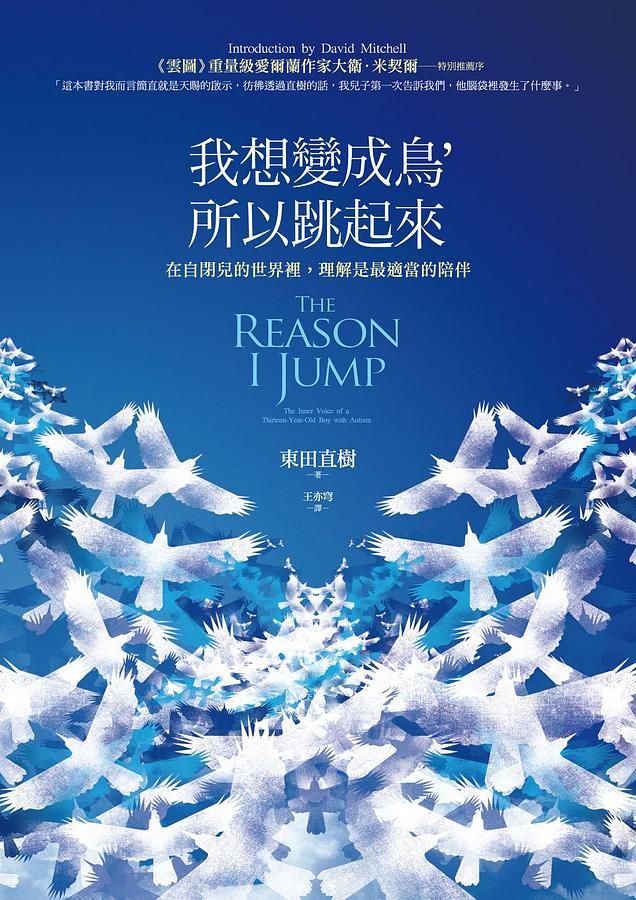 Introduction by David Mitchell
《雲圖》重量級愛爾蘭作家大衛·米契爾——特別推薦序
「這本書對我而言簡直就是天賜的啟示，彷彿透過直樹的話，我兒子第一次告訴我們，他腦袋裡發生了什麼事。」
我想變成鳥，
所以跳起來
在自閉兒的世界裡，理解是最適當的陪伴
THE
REASON
I JUMP
The Inner Voice of a
Thirteen-Year-Old Boy with Autism
東田直樹
—著—
王亦穹
—譯—